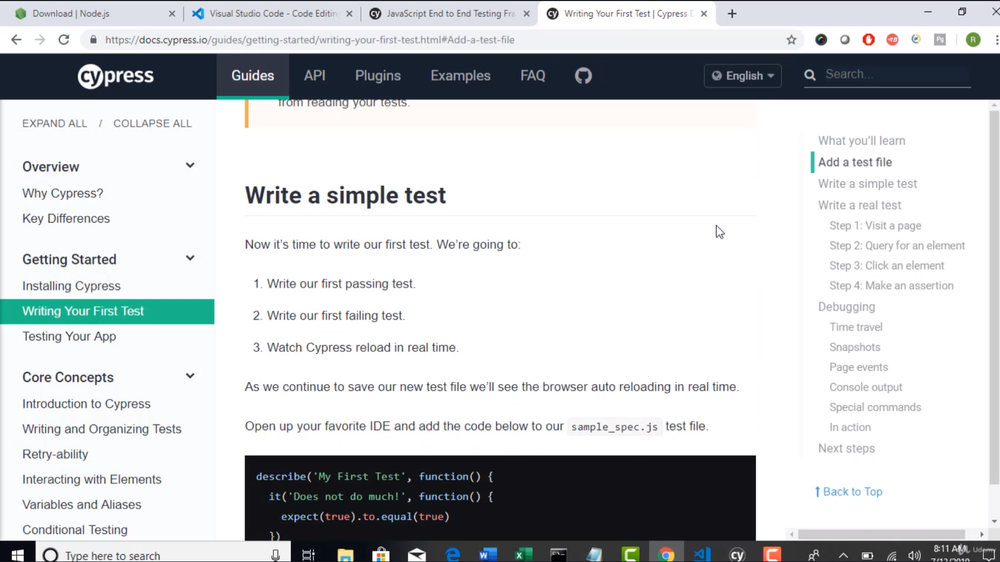 Download | Node.js
Visual Studio Code - Code Editing
JavaScript End to End Testing Fra
Writing Your First Test | Cypress D
https://docs.cypress.io/guides/getting-started/writing-your-first-test.html#Add-a-test-file
Pg
R
cypress
Guides
API
Plugins
Examples
FAQ
English
Search...
EXPAND ALL / COLLAPSE ALL
Overview
Why Cypress?
Key Differences
Getting Started
Installing Cypress
Writing Your First Test
Testing Your App
Core Concepts
Introduction to Cypress
Writing and Organizing Tests
Retry-ability
Interacting with Elements
Variables and Aliases
Conditional Testing
from reading your tests.
Write a simple test
Now it’s time to write our first test. We’re going to:
1. Write our first passing test.
2. Write our first failing test.
3. Watch Cypress reload in real time.
As we continue to save our new test file we’ll see the browser auto reloading in real time.
Open up your favorite IDE and add the code below to our sample_spec.js test file.
describe('My First Test', function() {
it('Does not do much!', function() {
expect(true).to.equal(true)
})
What you’ll learn
Add a test file
Write a simple test
Write a real test
Step 1: Visit a page
Step 2: Query for an element
Step 3: Click an element
Step 4: Make an assertion
Debugging
Time travel
Snapshots
Page events
Console output
Special commands
In action
Next steps
Back to Top
Type here to search
8:11 AM
Udemy